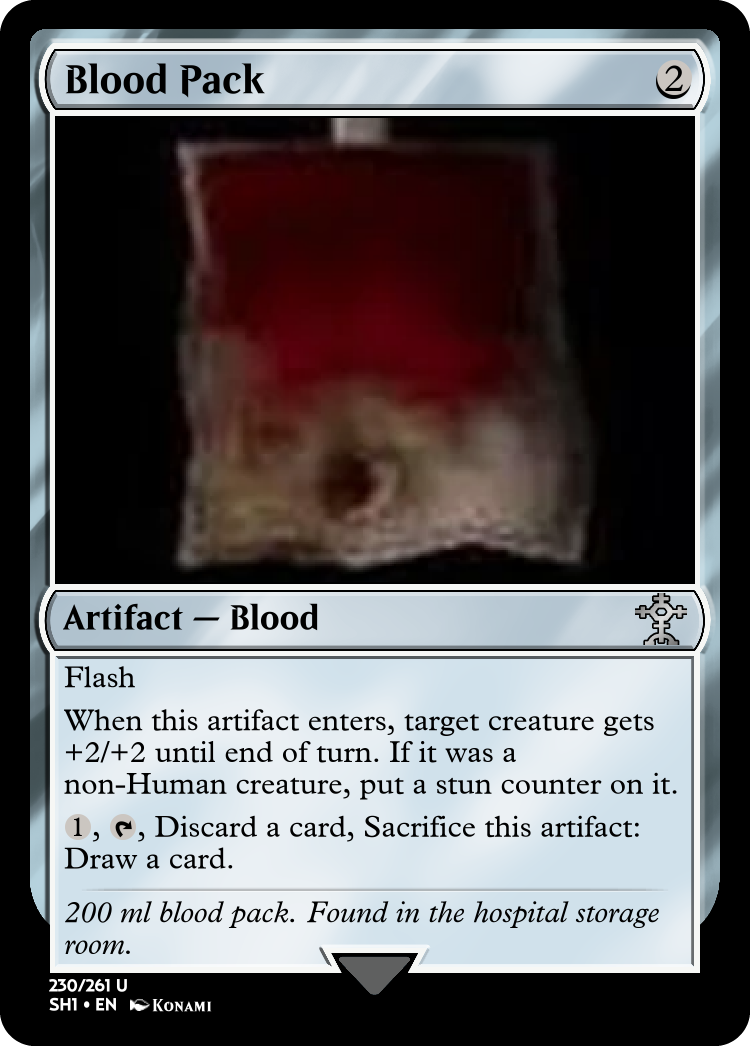 Blood Pack
2
Artifact — Blood
Flash
When this artifact enters, target creature gets
+2/+2 until end of turn. If it was a
non-Human creature, put a stun counter on it.
1, , Discard a card, Sacrifice this artifact:
Draw a card.
200 ml blood pack. Found in the hospital storage
room.
230/261 U
SH1 • EN KONAMI